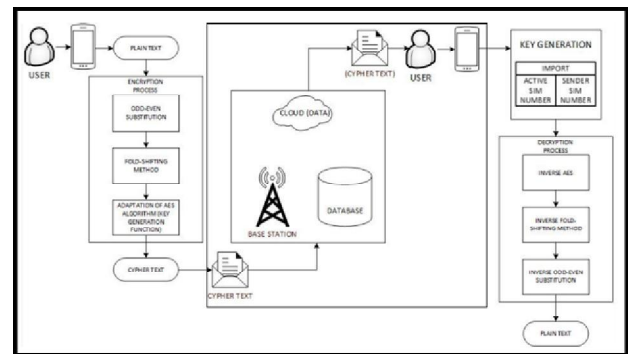 USER
PLAIN TEXT
ENCRYPTION
PROCESS
ODD-EVEN
SUBSTITUTION
FOLD-SHIFTING
METHOD
ADAPTATION OF AES
ALGORITHM (KEY
GENERATION
FUNCTION)
CYPHER TEXT
CYPHER TEXT
CLOUD (DATA)
BASE STATION
DATABASE
(CYPHER TEXT)
USER
KEY GENERATION
IMPORT
ACTIVE
SIM
NUMBER
SENDER
SIM
NUMBER
DECRYPTION
PROCESS
INVERSE AES
INVERSE FOLD-
SHIFTING METHOD
INVERSE ODD-EVEN
SUBSTITUTION
PLAIN TEXT